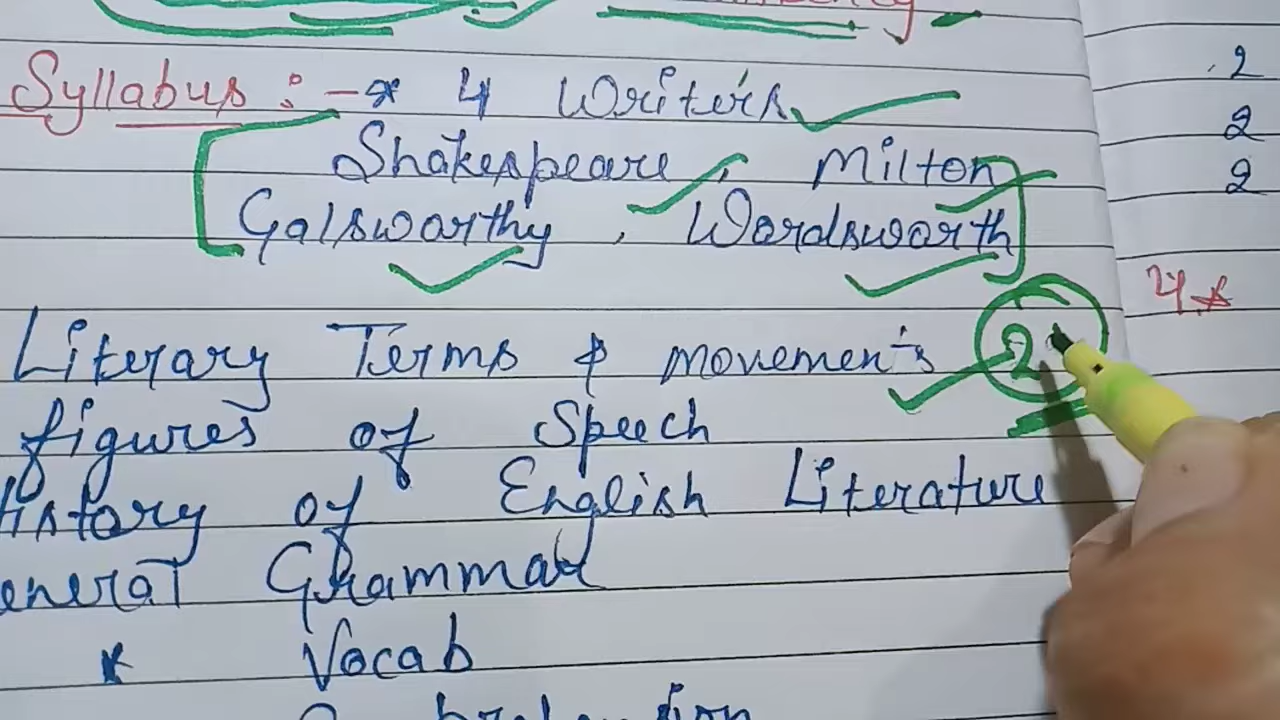 Syllabus : - * 4 Writers
Shakespeare , Milton
Galsworthy , Wordsworth
Literary Terms & movements 2
figures of Speech
History of English Literature
General Grammar
* Vocab
2
2
2
4*